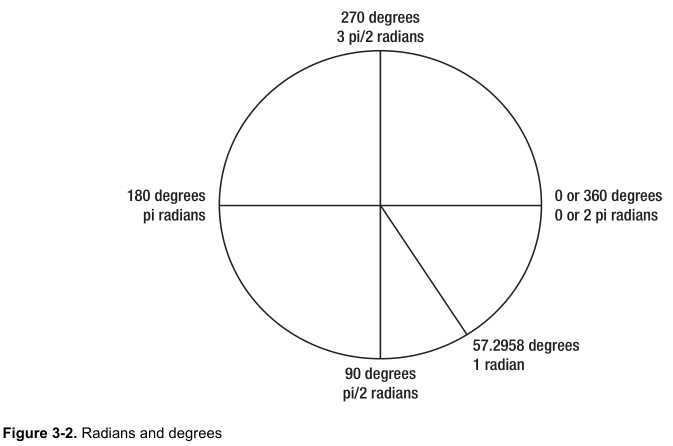 270 degrees
3 pi/2 radians
180 degrees
pi radians
0 or 360 degrees
0 or 2 pi radians
57.2958 degrees
1 radian
90 degrees
pi/2 radians
Figure 3-2. Radians and degrees